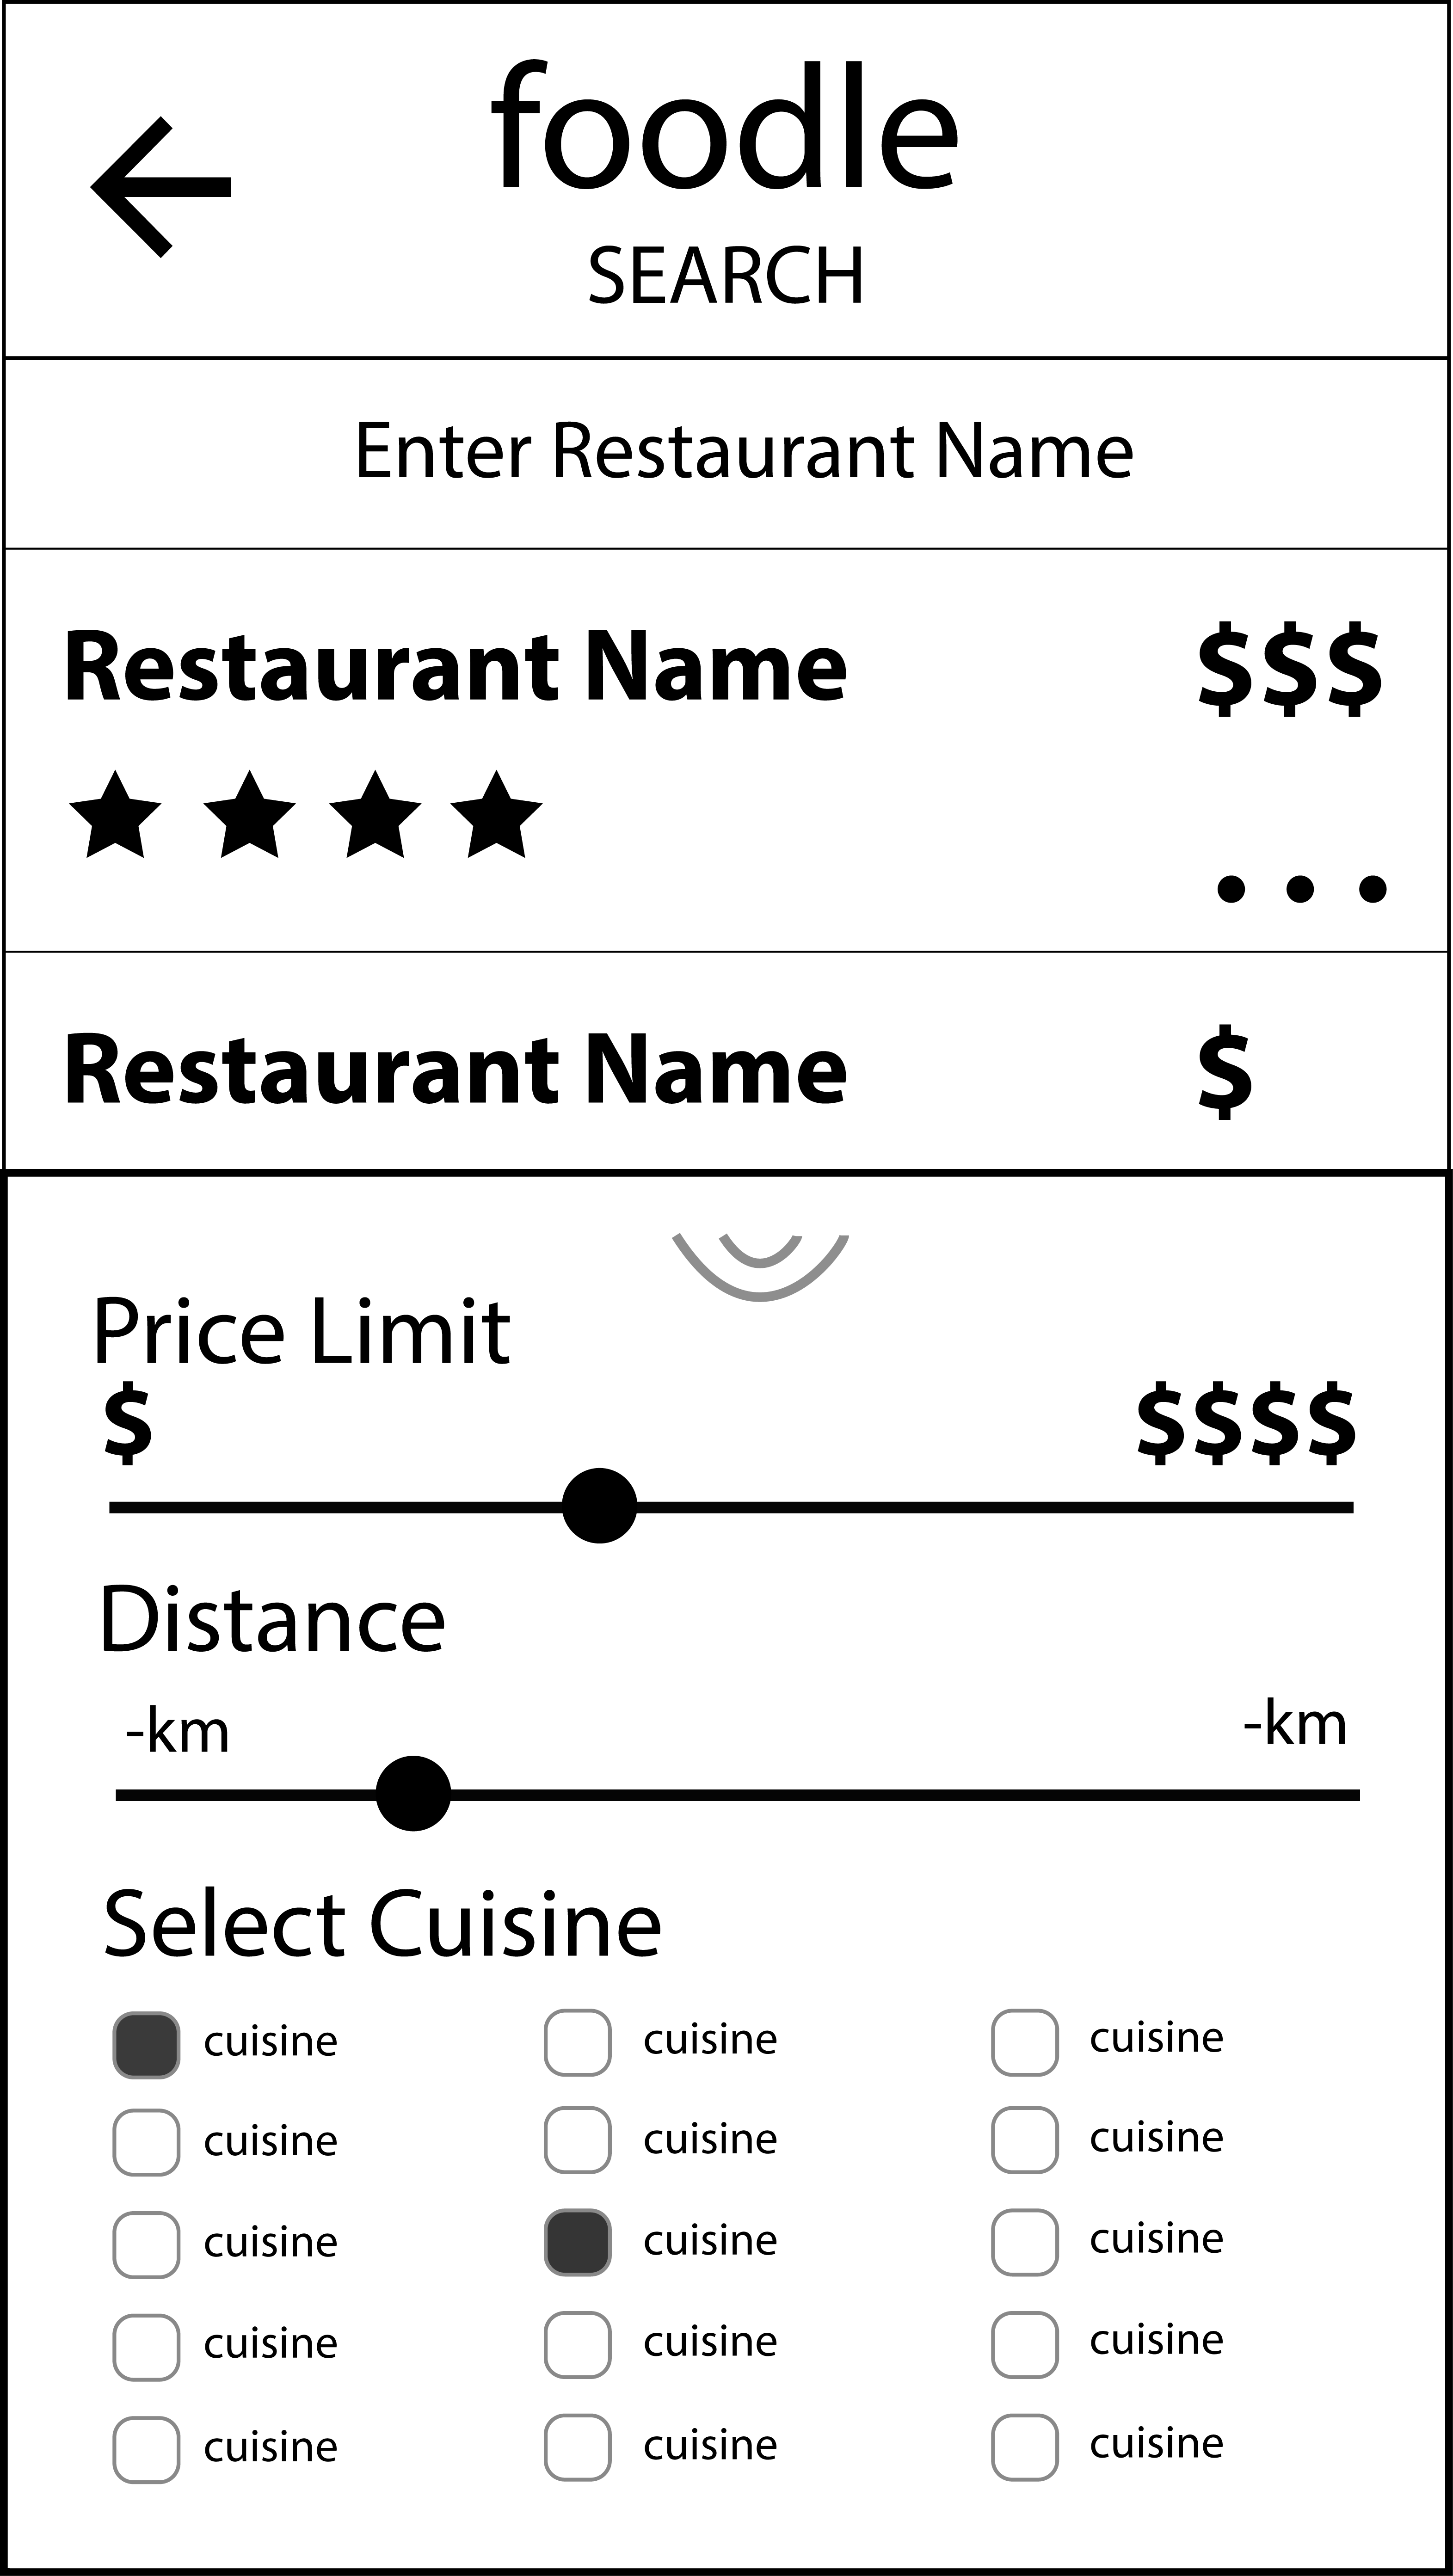 foodle
SEARCH
Enter Restaurant Name
Restaurant Name $$$
Restaurant Name $
Price Limit
$ $$$$
Distance
-km -km
Select Cuisine
cuisine cuisine cuisine
cuisine cuisine cuisine
cuisine cuisine cuisine
cuisine cuisine cuisine
cuisine cuisine cuisine